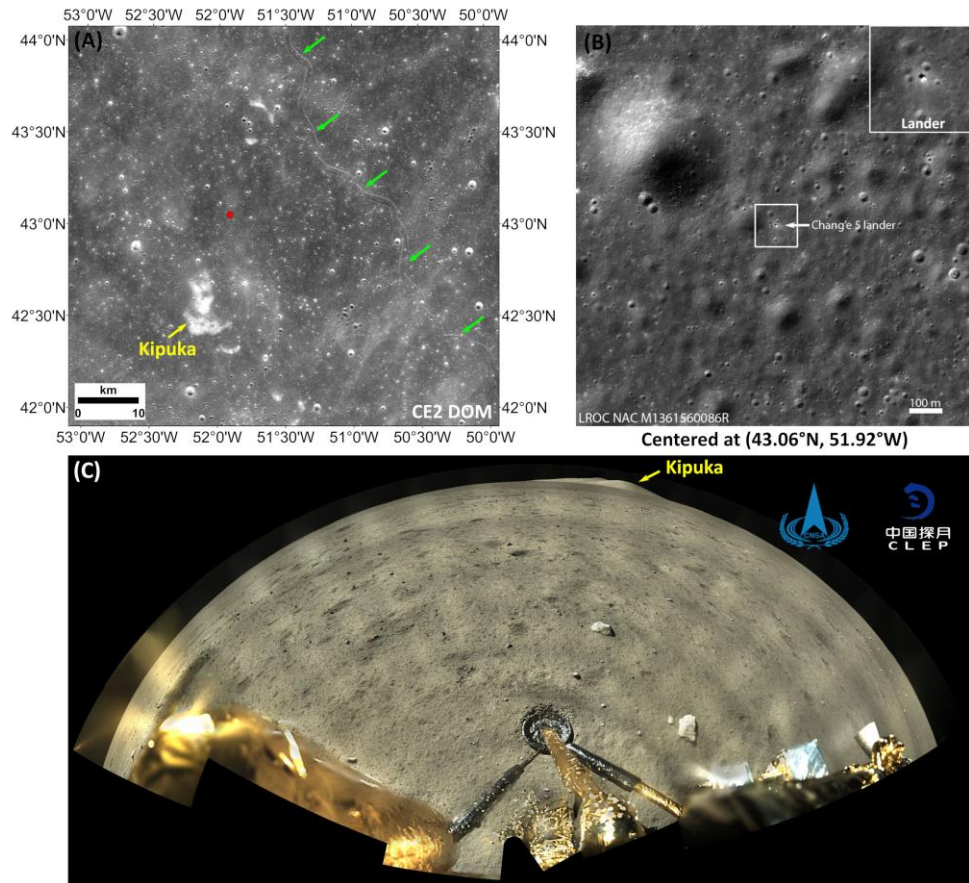 53°0'W 52°30'W 52°0'W 51°30'W 51°0'W 50°30'W 50°0'W
(A)
44°0'N
43°30'N
43°0'N
42°30'N
42°0'N
44°0'N
43°30'N
43°0'N
42°30'N
42°0'N
Kipuka
km
0 10
CE2 DOM
53°0'W 52°30'W 52°0'W 51°30'W 51°0'W 50°30'W 50°0'W
(B)
Lander
Chang'e 5 lander
LROC NAC M1361560086R
100 m
Centered at (43.06°N, 51.92°W)
(C)
Kipuka
CNSA
中国探月
CLEP